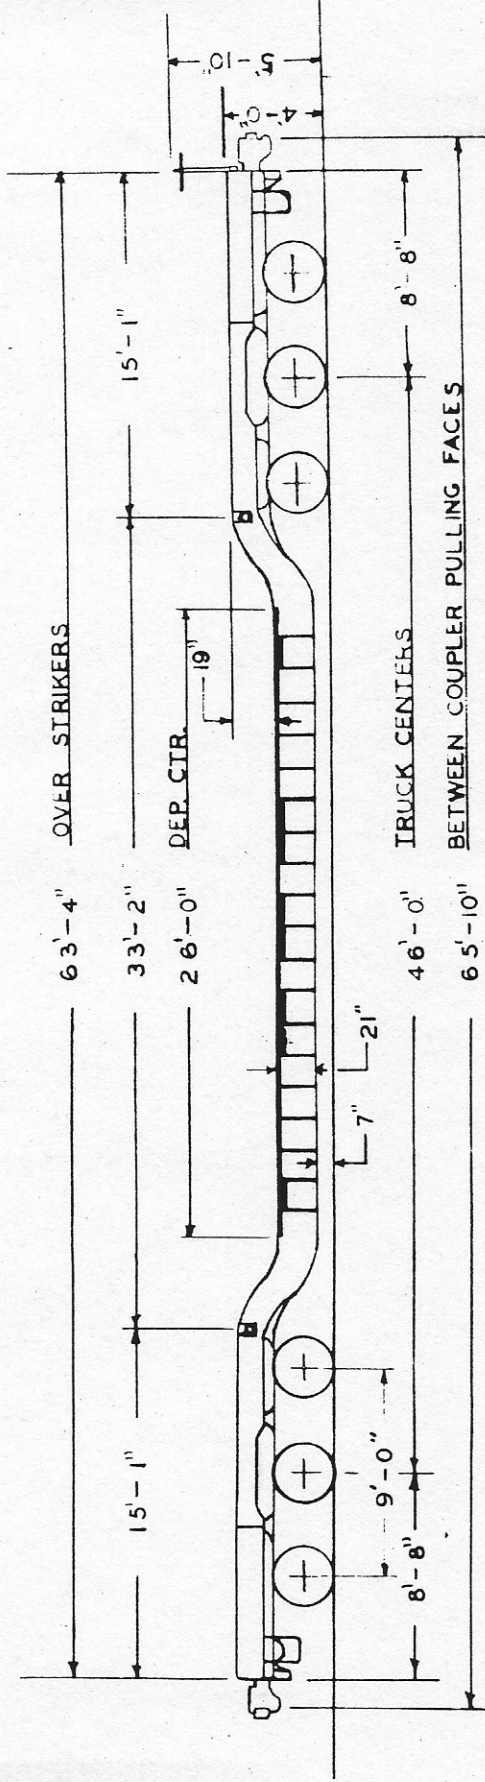 63'-4" OVER STRIKERS
15'-1"
33'-2"
15'-1"
26'-0" DEP. CTR.
19"
5'-10"
4'-0"
21"
7"
9'-0"
8'-8"
46'-0" TRUCK CENTERS
8'-8"
65'-10" BETWEEN COUPLER PULLING FACES